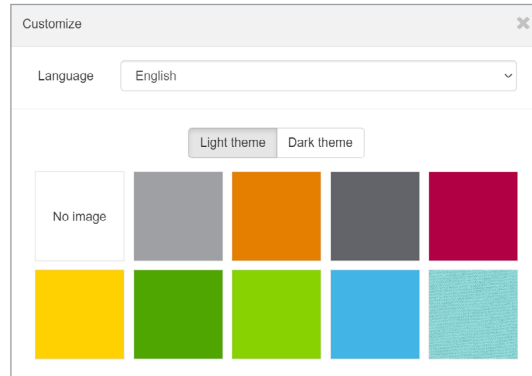 Customize
Language
English
Light theme
Dark theme
No image